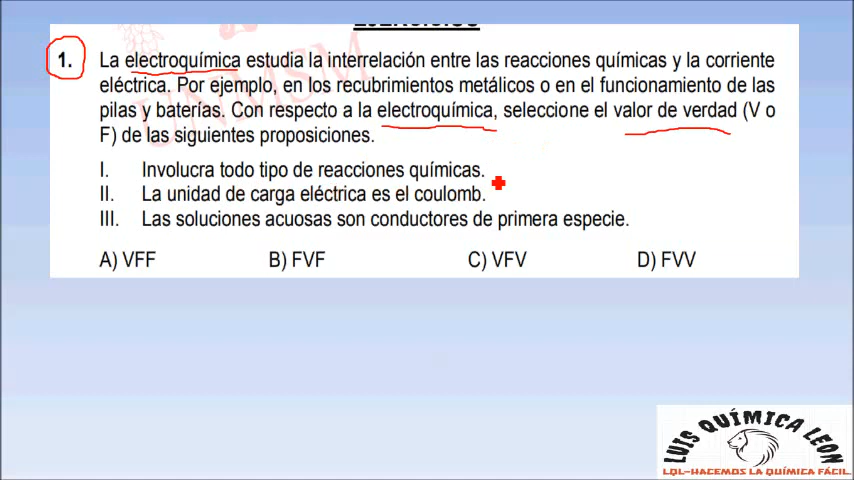 EJERCICIOS
1. La electroquímica estudia la interrelación entre las reacciones químicas y la corriente
eléctrica. Por ejemplo, en los recubrimientos metálicos o en el funcionamiento de las
pilas y baterías. Con respecto a la electroquímica, seleccione el valor de verdad (V o
F) de las siguientes proposiciones.
I. Involucra todo tipo de reacciones químicas.
II. La unidad de carga eléctrica es el coulomb.
III. Las soluciones acuosas son conductores de primera especie.
A) VFF B) FVF C) VFV D) FVV
UNMSM
LUIS QUÍMICA LEON
LQL-HACEMOS LA QUÍMICA FÁCIL